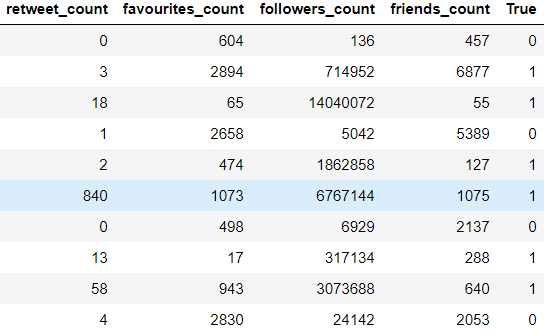 retweet_count favourites_count followers_count friends_count True
0 604 136 457 0
3 2894 714952 6877 1
18 65 14040072 55 1
1 2658 5042 5389 0
2 474 1862858 127 1
840 1073 6767144 1075 1
0 498 6929 2137 0
13 17 317134 288 1
58 943 3073688 640 1
4 2830 24142 2053 0